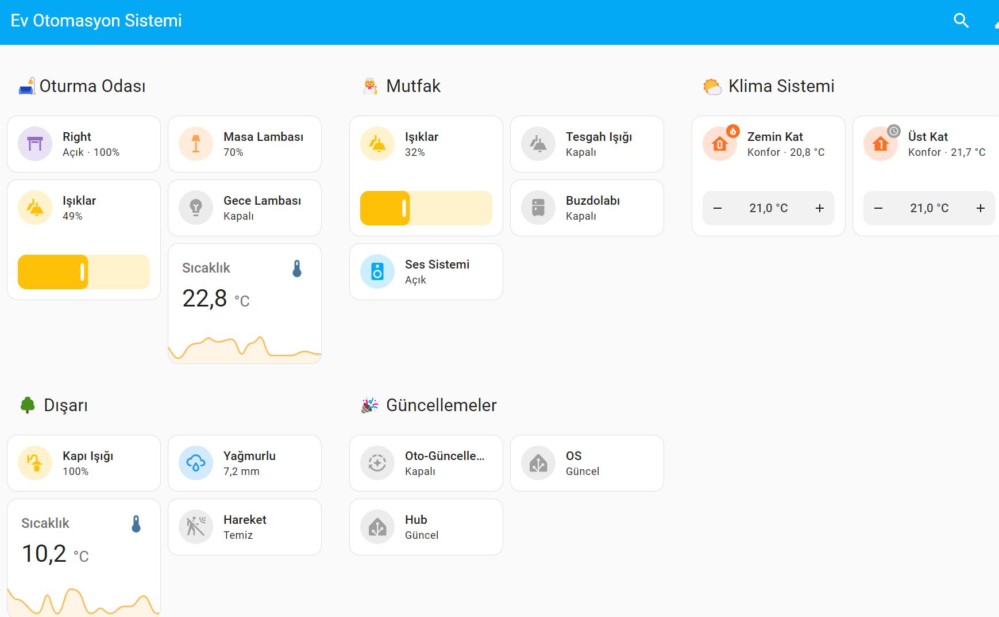 Ev Otomasyon Sistemi
Oturma Odası
Right
Açık · 100%
Masa Lambası
70%
Işıklar
49%
Gece Lambası
Kapalı
Sıcaklık
22,8 °C
Mutfak
Işıklar
32%
Tesgah Işığı
Kapalı
Buzdolabı
Kapalı
Ses Sistemi
Açık
Klima Sistemi
0
Zemin Kat
Konfor · 20,8 °C
− 21,0 °C +
1
Üst Kat
Konfor · 21,7 °C
− 21,0 °C +
Dışarı
Kapı Işığı
100%
Yağmurlu
7,2 mm
Sıcaklık
10,2 °C
Hareket
Temiz
Güncellemeler
Oto-Güncelle...
Kapalı
OS
Güncel
Hub
Güncel